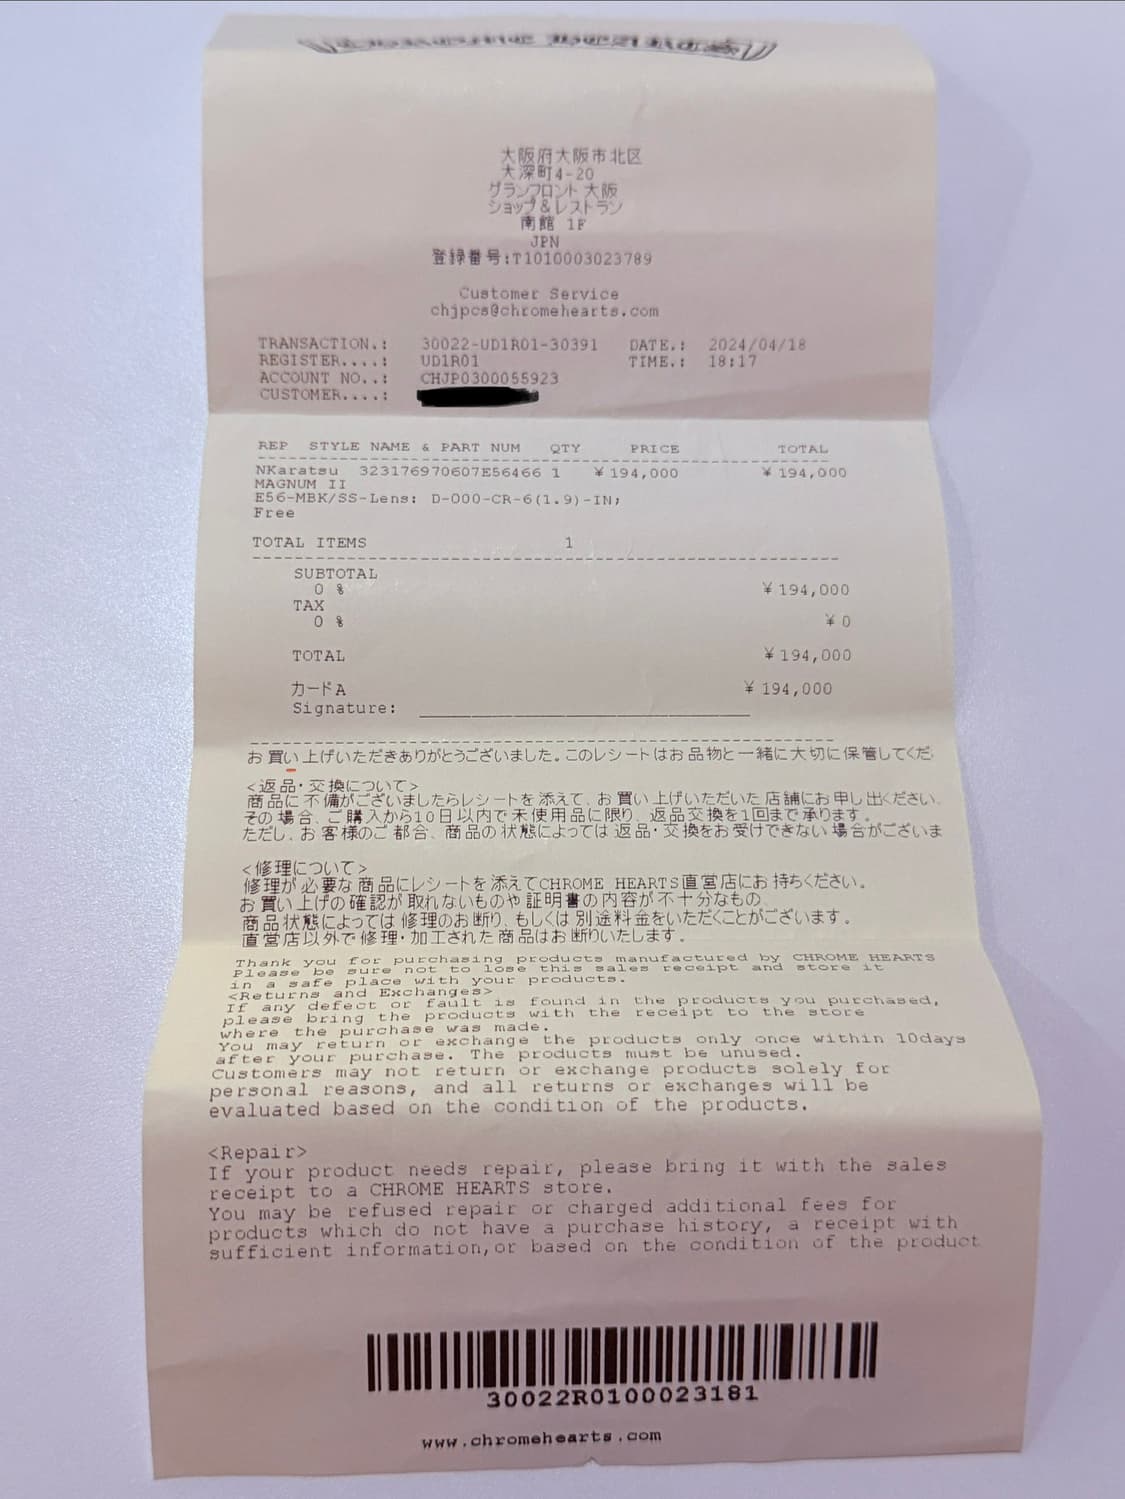 大阪府大阪市北区
大深町4-20
グランフロント大阪
ショップ&レストラン
南館 1F
JPN
登録番号:T1010003023789
Customer Service
chjpcs@chromehearts.com
TRANSACTION.: 30022-UD1R01-30391 DATE.: 2024/04/18
REGISTER....: UD1R01 TIME.: 18:17
ACCOUNT NO..: CHJP0300055923
CUSTOMER....:
REP STYLE NAME & PART NUM QTY PRICE TOTAL
NKaratsu 323176970607E56466 1 ¥194,000 ¥194,000
MAGNUM II
E56-MBK/SS-Lens: D-000-CR-6(1.9)-IN;
Free
TOTAL ITEMS 1
SUBTOTAL
0 % ¥194,000
TAX
0 % ¥0
TOTAL ¥194,000
カードA ¥194,000
Signature:
お買い上げいただきありがとうございました。このレシートはお品物と一緒に大切に保管してくだ
<返品・交換について>
商品に不備がございましたらレシートを添えて、お買い上げいただいた店舗にお申し出ください。
その場合、ご購入から10日以内で未使用品に限り、返品交換を1回まで承ります。
ただし、お客様のご都合、商品の状態によっては返品・交換をお受けできない場合がございま
<修理について>
修理が必要な商品にレシートを添えてCHROME HEARTS直営店にお持ちください。
お買い上げの確認が取れないものや証明書の内容が不十分なもの、
商品状態によっては修理のお断り、もしくは別途料金をいただくことがございます。
直営店以外で修理・加工された商品はお断りいたします。
Thank you for purchasing products manufactured by CHROME HEARTS
Please be sure not to lose this sales receipt and store it
in a safe place with your products.
<Returns and Exchanges>
If any defect or fault is found in the products you purchased,
please bring the products with the receipt to the store
where the purchase was made.
You may return or exchange the products only once within 10days
after your purchase. The products must be unused.
Customers may not return or exchange products solely for
personal reasons, and all returns or exchanges will be
evaluated based on the condition of the products.
<Repair>
If your product needs repair, please bring it with the sales
receipt to a CHROME HEARTS store.
You may be refused repair or charged additional fees for
products which do not have a purchase history, a receipt with
sufficient information,or based on the condition of the product
30022R0100023181
www.chromehearts.com